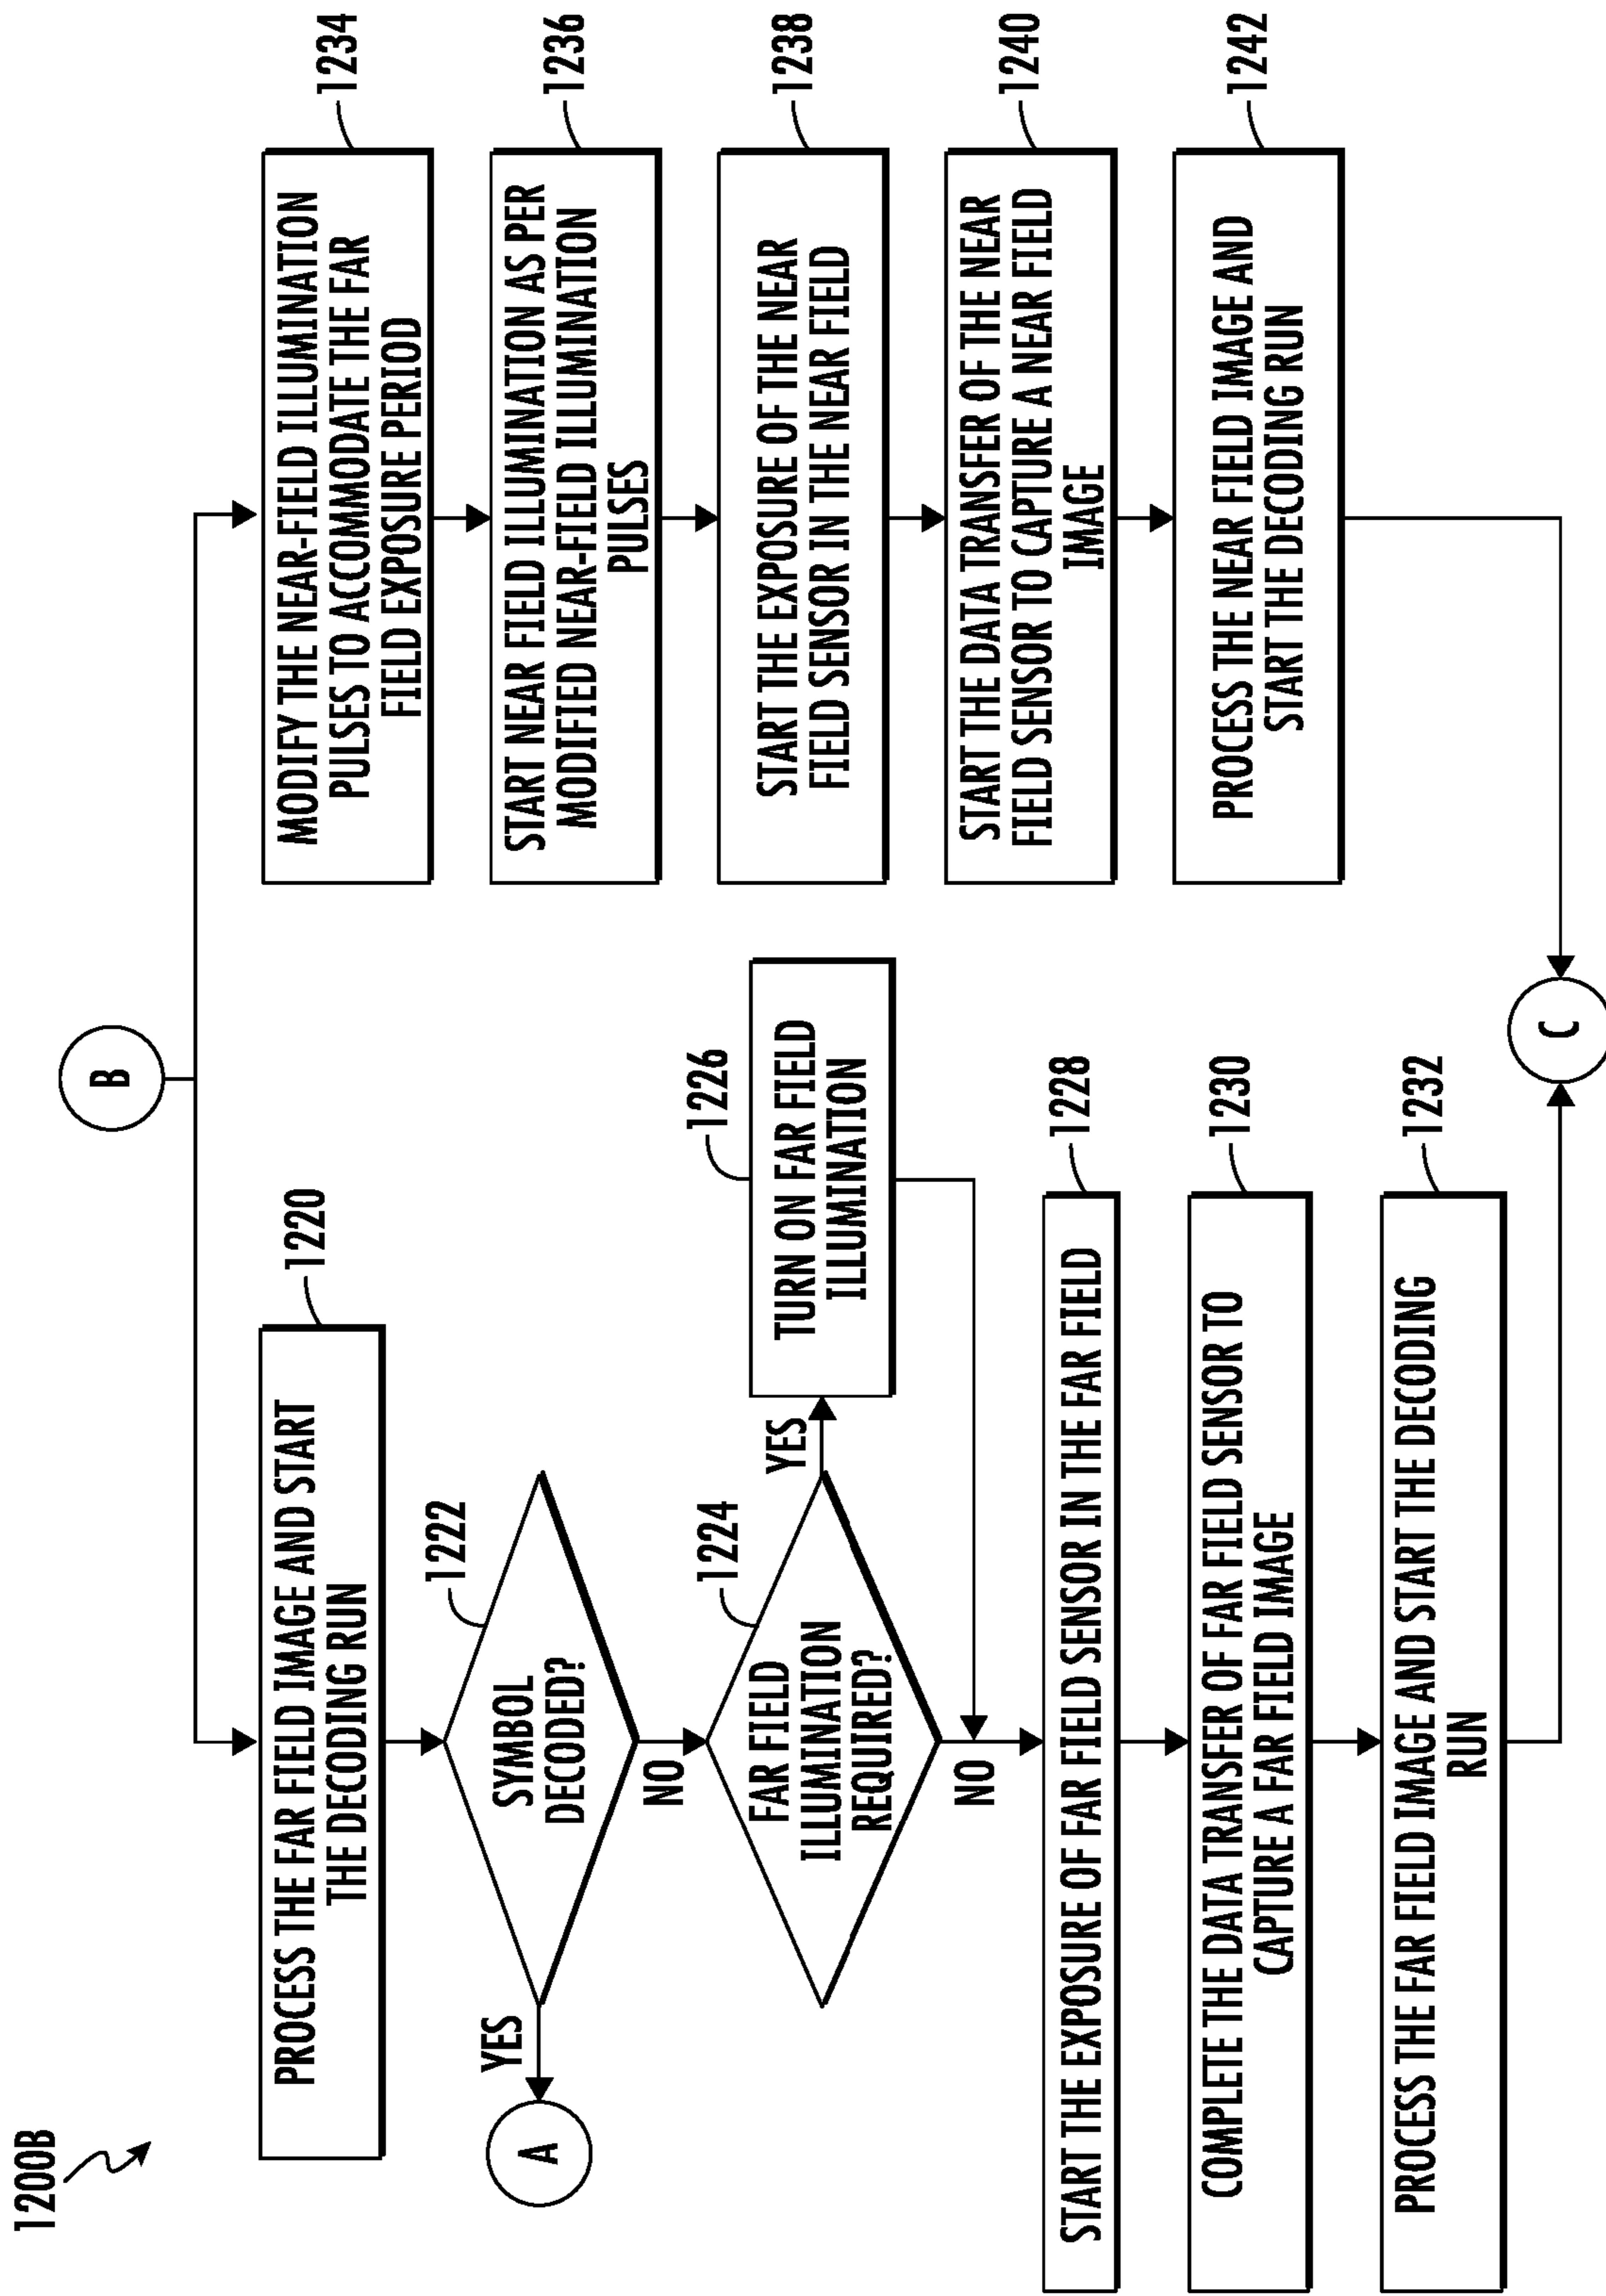 1200B
B
1220
PROCESS THE FAR FIELD IMAGE AND START
THE DECODING RUN
1222
SYMBOL
DECODED?
YES
A
NO
1224
FAR FIELD
ILLUMINATION
REQUIRED?
YES
1226
TURN ON FAR FIELD
ILLUMINATION
NO
1228
START THE EXPOSURE OF FAR FIELD SENSOR IN THE FAR FIELD
1230
COMPLETE THE DATA TRANSFER OF FAR FIELD SENSOR TO
CAPTURE A FAR FIELD IMAGE
1232
PROCESS THE FAR FIELD IMAGE AND START THE DECODING
RUN
1234
MODIFY THE NEAR-FIELD ILLUMINATION
PULSES TO ACCOMMODATE THE FAR
FIELD EXPOSURE PERIOD
1236
START NEAR FIELD ILLUMINATION AS PER
MODIFIED NEAR-FIELD ILLUMINATION
PULSES
1238
START THE EXPOSURE OF THE NEAR
FIELD SENSOR IN THE NEAR FIELD
1240
START THE DATA TRANSFER OF THE NEAR
FIELD SENSOR TO CAPTURE A NEAR FIELD
IMAGE
1242
PROCESS THE NEAR FIELD IMAGE AND
START THE DECODING RUN
C